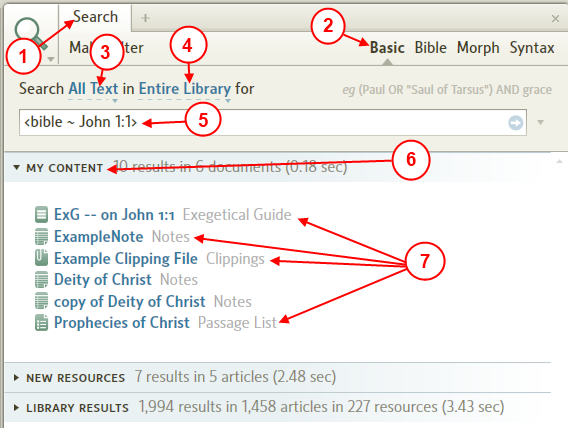 Search
2
Basic Bible Morph Syntax
1
3
4
Search All Text in Entire Library for
eg (Paul OR "Saul of Tarsus") AND grace
<bible ~ John 1:1>
5
MY CONTENT 10 results in 6 documents (0.18 sec)
6
ExG -- on John 1:1 Exegetical Guide
ExampleNote Notes
Example Clipping File Clippings
7
Deity of Christ Notes
copy of Deity of Christ Notes
Prophecies of Christ Passage List
NEW RESOURCES 7 results in 5 articles (2.48 sec)
LIBRARY RESULTS 1,994 results in 1,458 articles in 227 resources (3.43 sec)